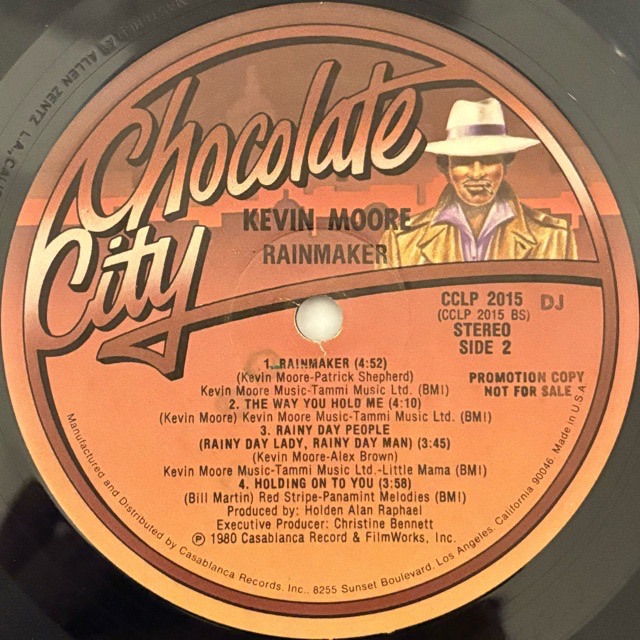 ALLEN ZENTZ L.A., CALIF
Chocolate
City
KEVIN MOORE
RAINMAKER
CCLP 2015 DJ
(CCLP 2015 BS)
STEREO
SIDE 2
PROMOTION COPY
NOT FOR SALE
1. RAINMAKER (4:52)
(Kevin Moore-Patrick Shepherd)
Kevin Moore Music-Tammi Music Ltd. (BMI)
2. THE WAY YOU HOLD ME (4:10)
(Kevin Moore) Kevin Moore Music-Tammi Music Ltd. (BMI)
3. RAINY DAY PEOPLE
(RAINY DAY LADY, RAINY DAY MAN) (3:45)
(Kevin Moore-Alex Brown)
Kevin Moore Music-Tammi Music Ltd.-Little Mama (BMI)
4. HOLDING ON TO YOU (3:58)
(Bill Martin) Red Stripe-Panamint Melodies (BMI)
Produced by: Holden Alan Raphael
Executive Producer: Christine Bennett
℗ 1980 Casablanca Record & FilmWorks, Inc.
Manufactured and Distributed by Casablanca Records, Inc., 8255 Sunset Boulevard, Los Angeles, California 90046. Made in U.S.A.